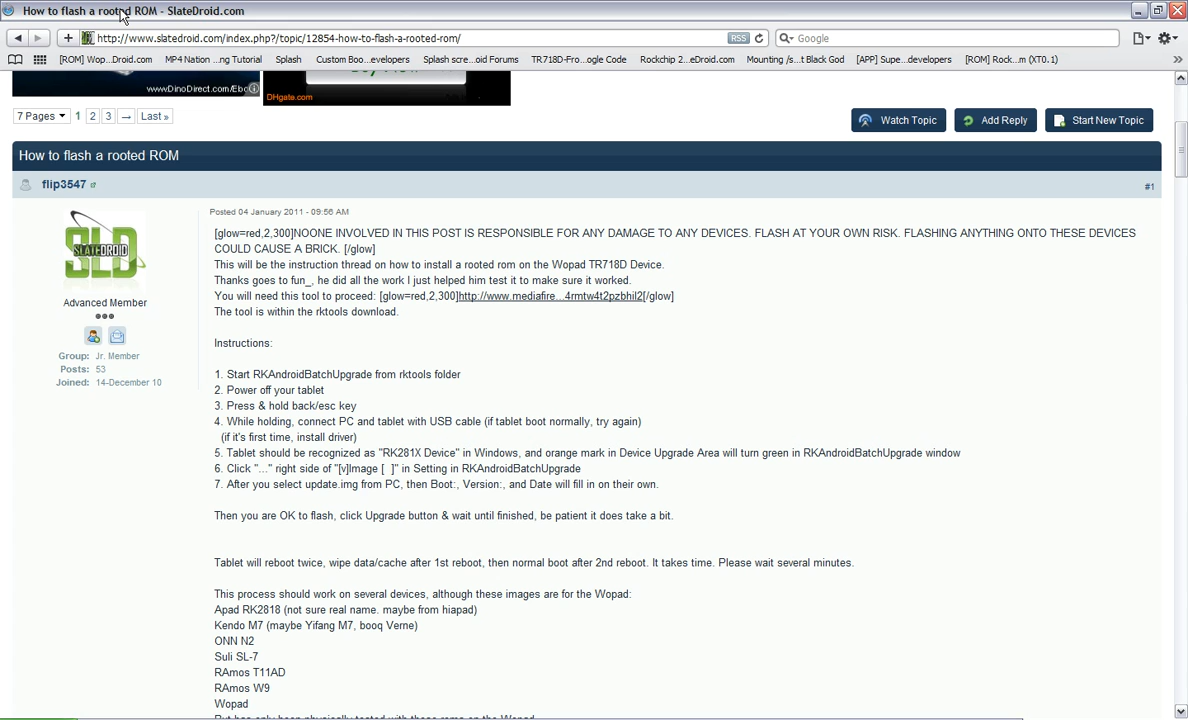 How to flash a rooted ROM - SlateDroid.com
http://www.slatedroid.com/index.php?/topic/12854-how-to-flash-a-rooted-rom/
RSS
Google
[ROM] Wop...Droid.com
MP4Nation ...ng Tutorial
Splash
Custom Boo...evelopers
Splash scre...oid Forums
TR718D-Fro...ogle Code
Rockchip 2...eDroid.com
Mounting /s...t Black God
[APP] Supe...developers
[ROM] Rock...m (XT0.1)
»
www.DinoDirect.com/Ebo
DHgate.com
7 Pages 1 2 3 → Last »
Watch Topic
Add Reply
Start New Topic
How to flash a rooted ROM
flip3547
#1
SLD
SLATEDROID
Advanced Member
Group: Jr. Member
Posts: 53
Joined: 14-December 10
Posted 04 January 2011 - 09:56 AM
[glow=red,2,300]NOONE INVOLVED IN THIS POST IS RESPONSIBLE FOR ANY DAMAGE TO ANY DEVICES. FLASH AT YOUR OWN RISK. FLASHING ANYTHING ONTO THESE DEVICES
COULD CAUSE A BRICK. [/glow]
This will be the instruction thread on how to install a rooted rom on the Wopad TR718D Device.
Thanks goes to fun_, he did all the work I just helped him test it to make sure it worked.
You will need this tool to proceed: [glow=red,2,300]http://www.mediafire...4rmtw4t2pzbhil2[/glow]
The tool is within the rktools download.
Instructions:
1. Start RKAndroidBatchUpgrade from rktools folder
2. Power off your tablet
3. Press & hold back/esc key
4. While holding, connect PC and tablet with USB cable (if tablet boot normally, try again)
(if it's first time, install driver)
5. Tablet should be recognized as "RK281X Device" in Windows, and orange mark in Device Upgrade Area will turn green in RKAndroidBatchUpgrade window
6. Click "..." right side of "[v]Image [  ]" in Setting in RKAndroidBatchUpgrade
7. After you select update.img from PC, then Boot:, Version:, and Date will fill in on their own.
Then you are OK to flash, click Upgrade button & wait until finished, be patient it does take a bit.
Tablet will reboot twice, wipe data/cache after 1st reboot, then normal boot after 2nd reboot. It takes time. Please wait several minutes.
This process should work on several devices, although these images are for the Wopad:
Apad RK2818 (not sure real name. maybe from hiapad)
Kendo M7 (maybe Yifang M7, booq Verne)
ONN N2
Suli SL-7
RAmos T11AD
RAmos W9
Wopad
But has only been physically tested with these roms on the Wopad